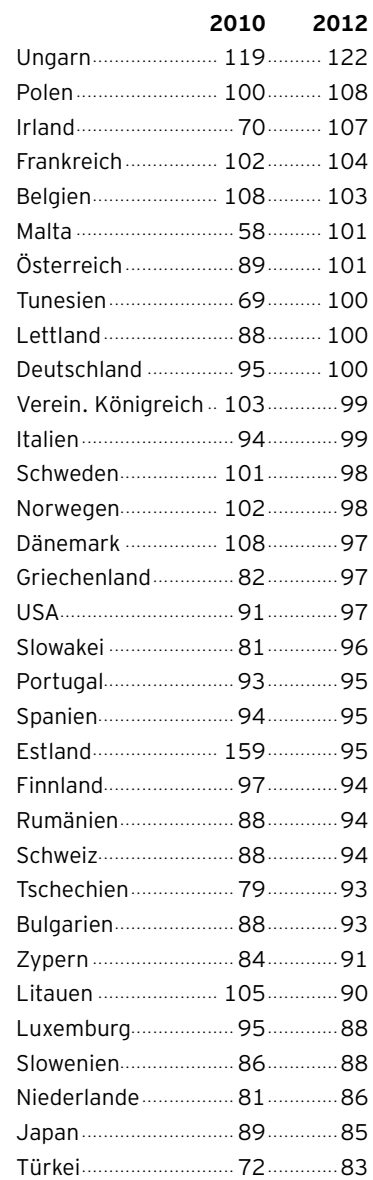 2010 2012
Ungarn 119 122
Polen 100 108
Irland 70 107
Frankreich 102 104
Belgien 108 103
Malta 58 101
Österreich 89 101
Tunesien 69 100
Lettland 88 100
Deutschland 95 100
Verein. Königreich 103 99
Italien 94 99
Schweden 101 98
Norwegen 102 98
Dänemark 108 97
Griechenland 82 97
USA 91 97
Slowakei 81 96
Portugal 93 95
Spanien 94 95
Estland 159 95
Finnland 97 94
Rumänien 88 94
Schweiz 88 94
Tschechien 79 93
Bulgarien 88 93
Zypern 84 91
Litauen 105 90
Luxemburg 95 88
Slowenien 86 88
Niederlande 81 86
Japan 89 85
Türkei 72 83